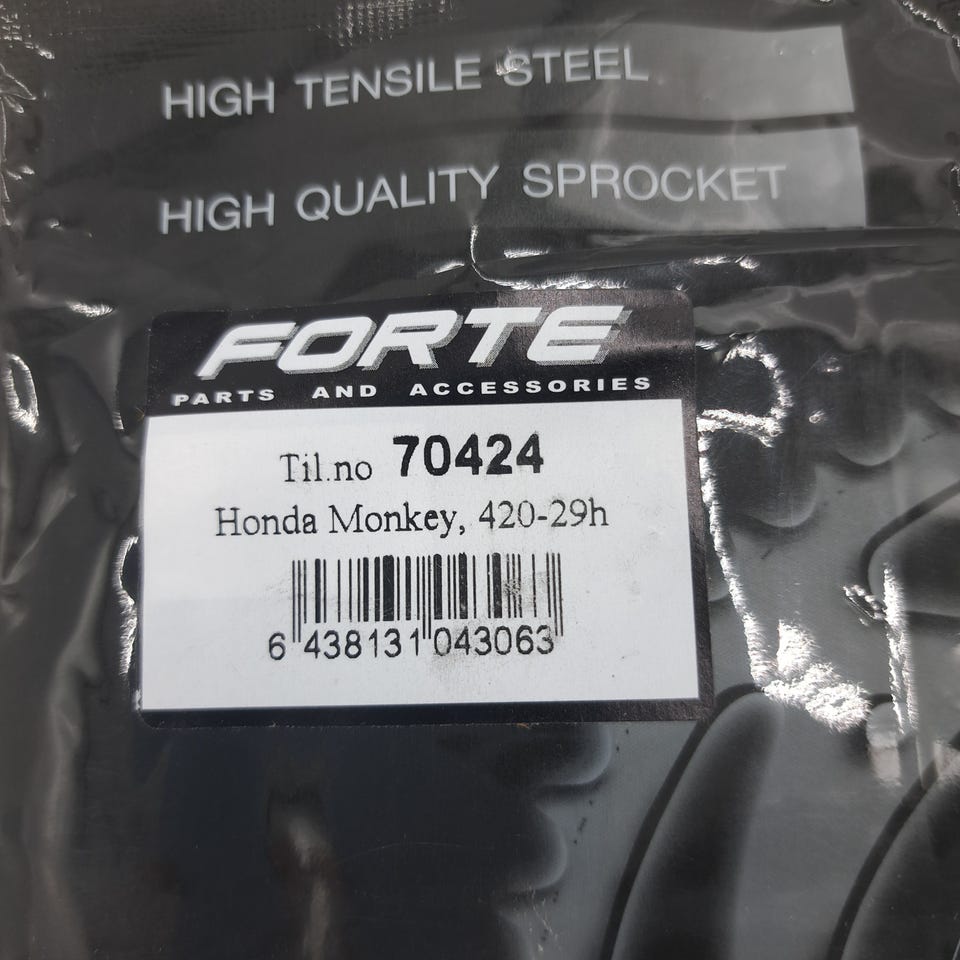 HIGH TENSILE STEEL
HIGH QUALITY SPROCKET
FORTE
PARTS AND ACCESSORIES
Til.no 70424
Honda Monkey, 420-29h
6 438131 043063